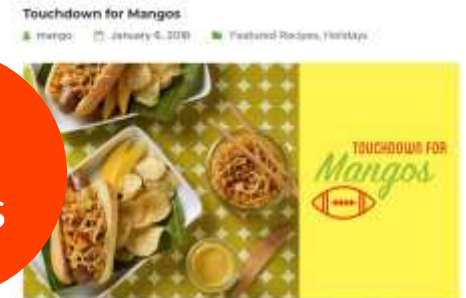 Touchdown for Mangos
mango January 6, 2018 Featured Recipes, Holidays
TOUCHDOWN FOR
Mangos
S